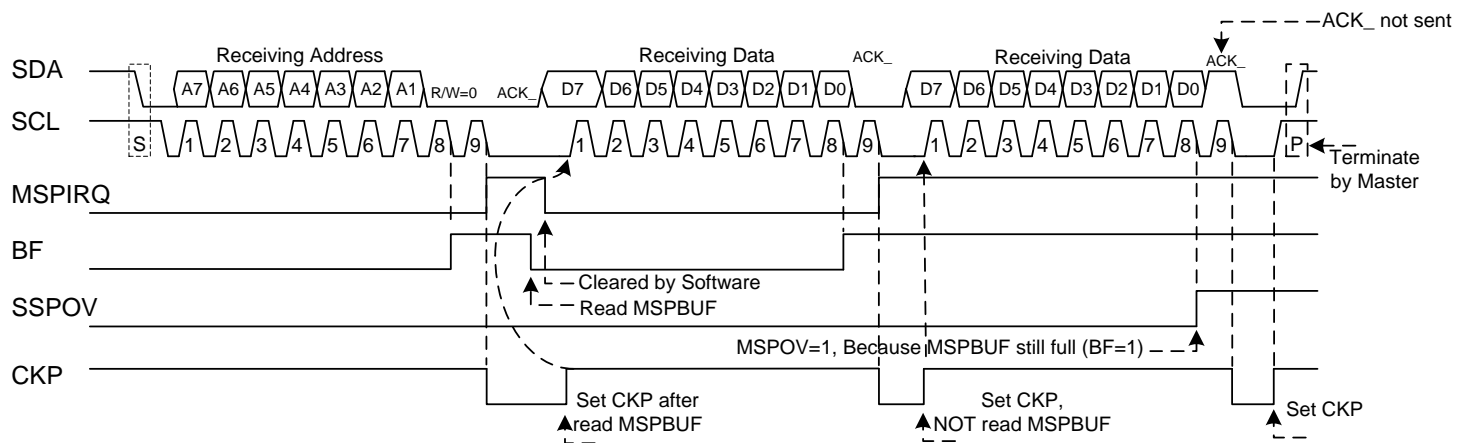 ACK_ not sent
Receiving Address
Receiving Data
ACK_
Receiving Data
ACK_
SDA
A7 A6 A5 A4 A3 A2 A1 R/W=0 ACK_ D7 D6 D5 D4 D3 D2 D1 D0 D7 D6 D5 D4 D3 D2 D1 D0
SCL
S 1 2 3 4 5 6 7 8 9 1 2 3 4 5 6 7 8 9 1 2 3 4 5 6 7 8 9 P
Terminate
by Master
MSPIRQ
BF
Cleared by Software
Read MSPBUF
SSPOV
MSPOV=1, Because MSPBUF still full (BF=1)
CKP
Set CKP after
read MSPBUF
Set CKP,
NOT read MSPBUF
Set CKP